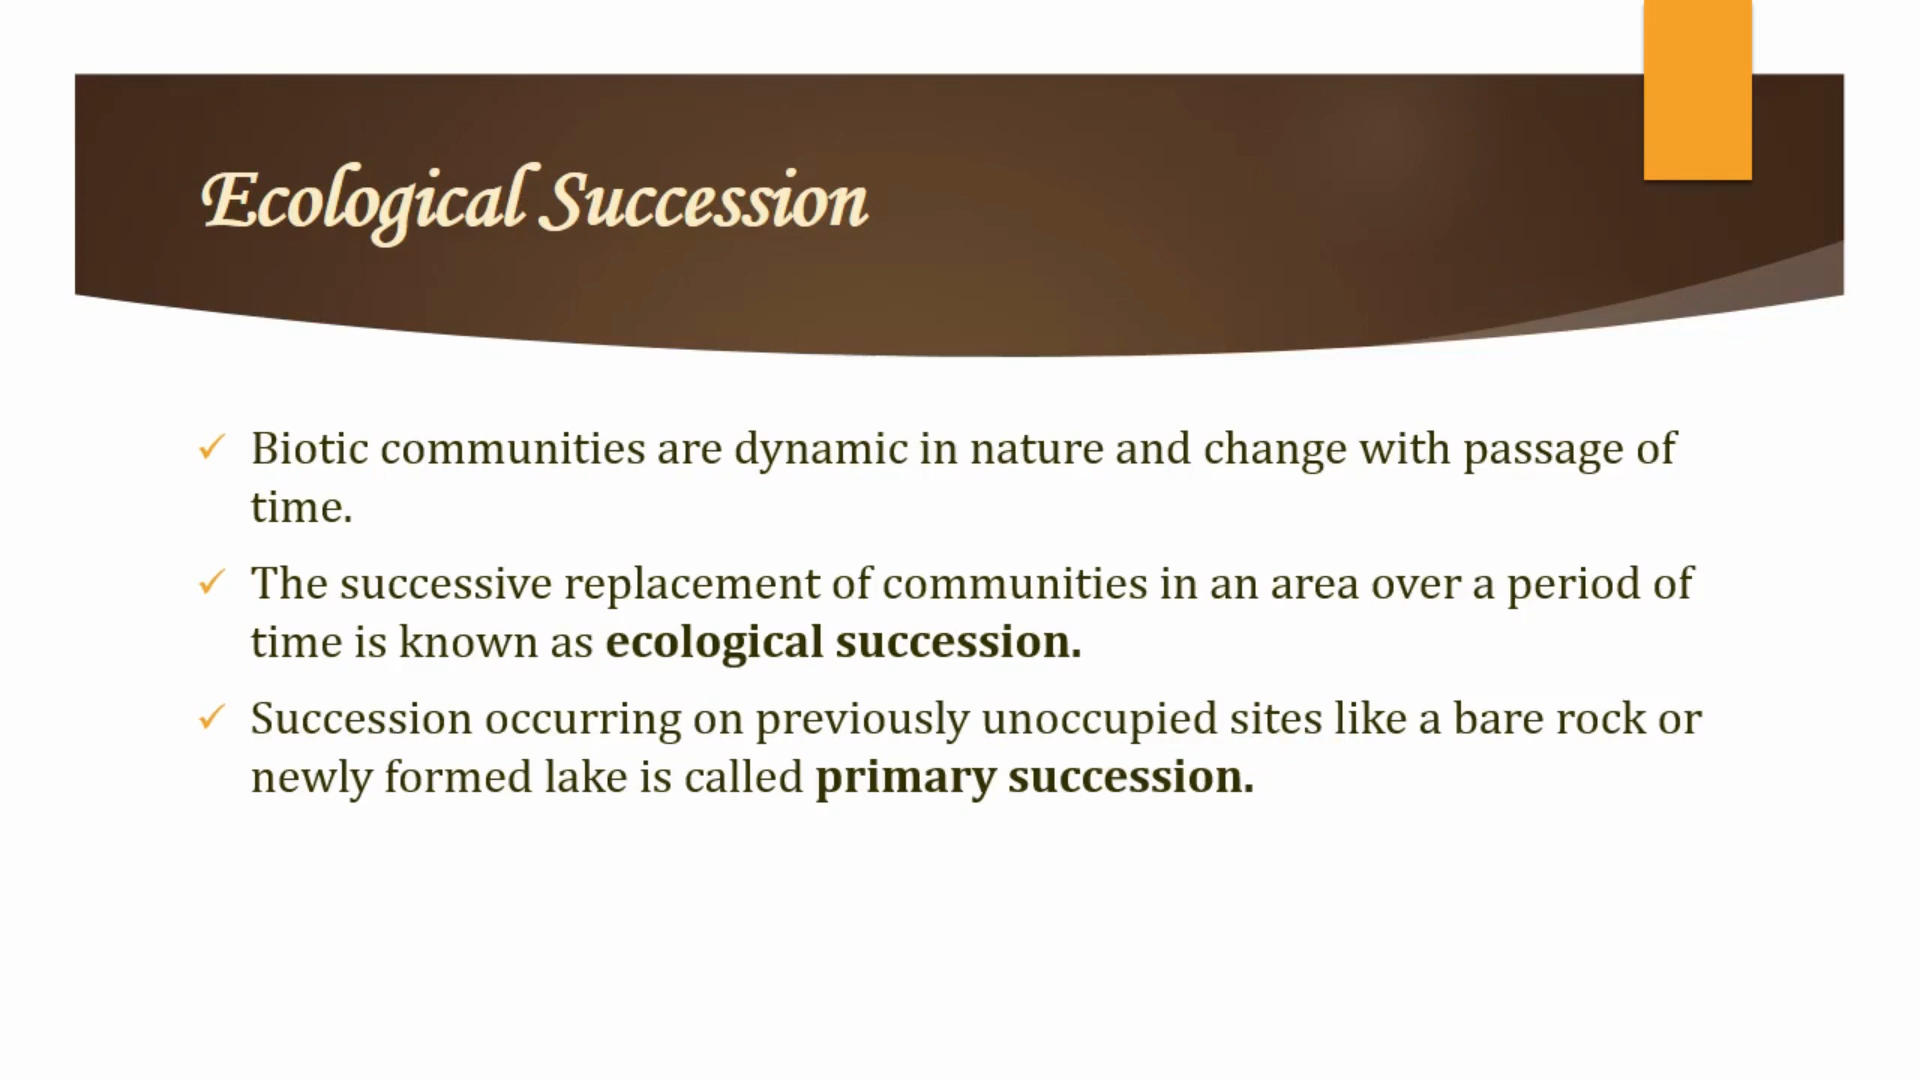 Ecological Succession
✓ Biotic communities are dynamic in nature and change with passage of
time.
✓ The successive replacement of communities in an area over a period of
time is known as ecological succession.
✓ Succession occurring on previously unoccupied sites like a bare rock or
newly formed lake is called primary succession.